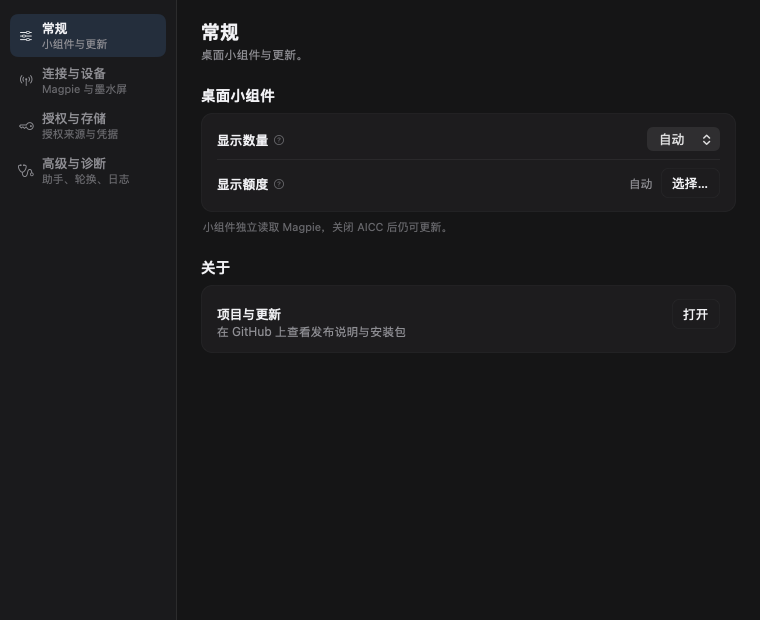 常规
小组件与更新
连接与设备
Magpie 与墨水屏
授权与存储
授权来源与凭据
高级与诊断
助手、轮换、日志
常规
桌面小组件与更新。
桌面小组件
显示数量 ?
自动
显示额度 ?
自动 选择...
小组件独立读取 Magpie，关闭 AICC 后仍可更新。
关于
项目与更新
在 GitHub 上查看发布说明与安装包
打开